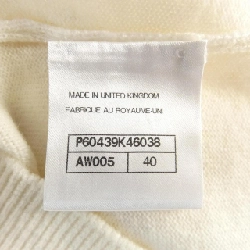 MADE IN UNITED KINGDOM
FABRIQUE AU ROYAUME-UNI
P60439K46038
AW005 40